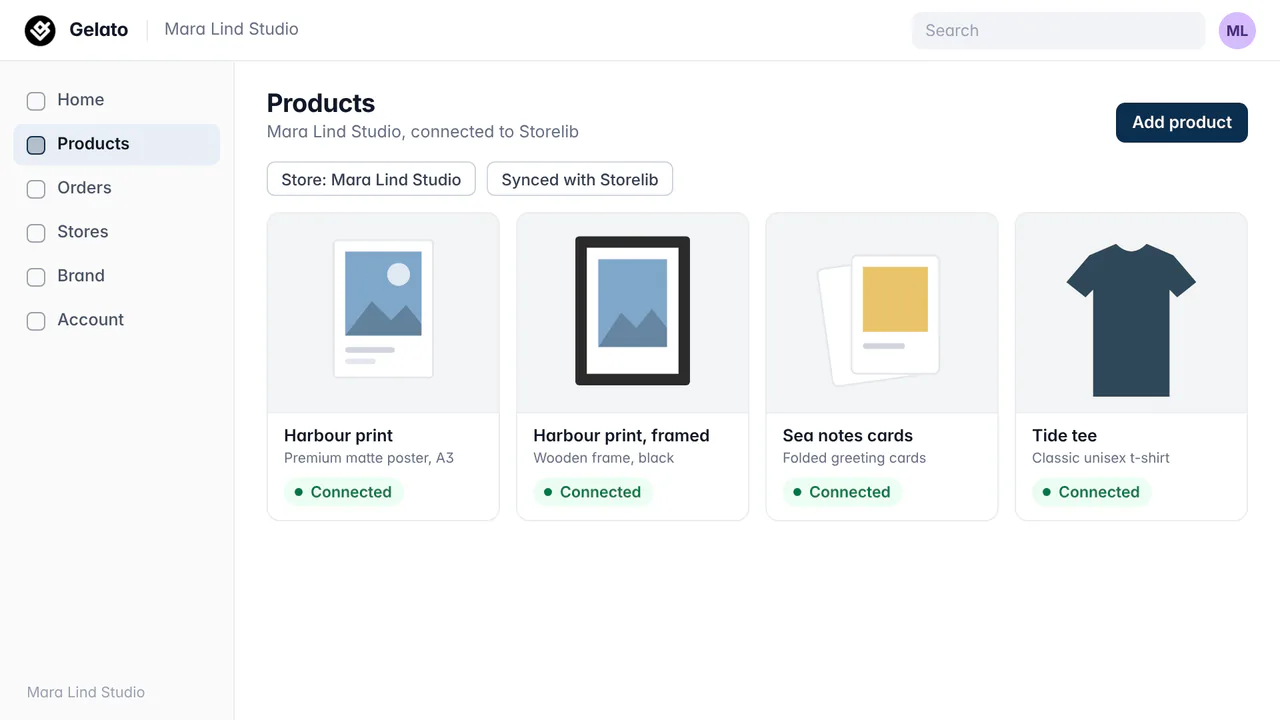 Gelato
Mara Lind Studio
Search
ML
Home
Products
Orders
Stores
Brand
Account
Mara Lind Studio
Products
Mara Lind Studio, connected to Storelib
Add product
Store: Mara Lind Studio
Synced with Storelib
Harbour print
Premium matte poster, A3
Connected
Harbour print, framed
Wooden frame, black
Connected
Sea notes cards
Folded greeting cards
Connected
Tide tee
Classic unisex t-shirt
Connected